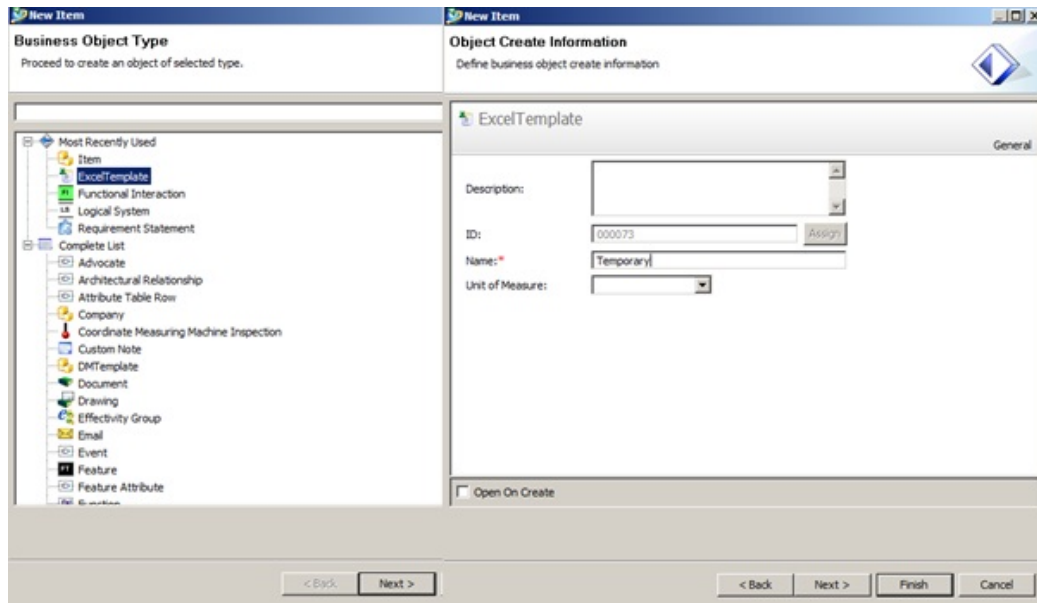 New Item
Business Object Type
Proceed to create an object of selected type.
Most Recently Used
Item
ExcelTemplate
FI Functional Interaction
LS Logical System
Requirement Statement
Complete List
Advocate
Architectural Relationship
Attribute Table Row
Company
Coordinate Measuring Machine Inspection
Custom Note
DMTemplate
Document
Drawing
Effectivity Group
Email
Event
FT Feature
Feature Attribute
Function
< Back Next >
New Item
Object Create Information
Define business object create information
ExcelTemplate
General
Description:
ID: 000073 Assign
Name:* Temporary
Unit of Measure:
Open On Create
< Back Next > Finish Cancel